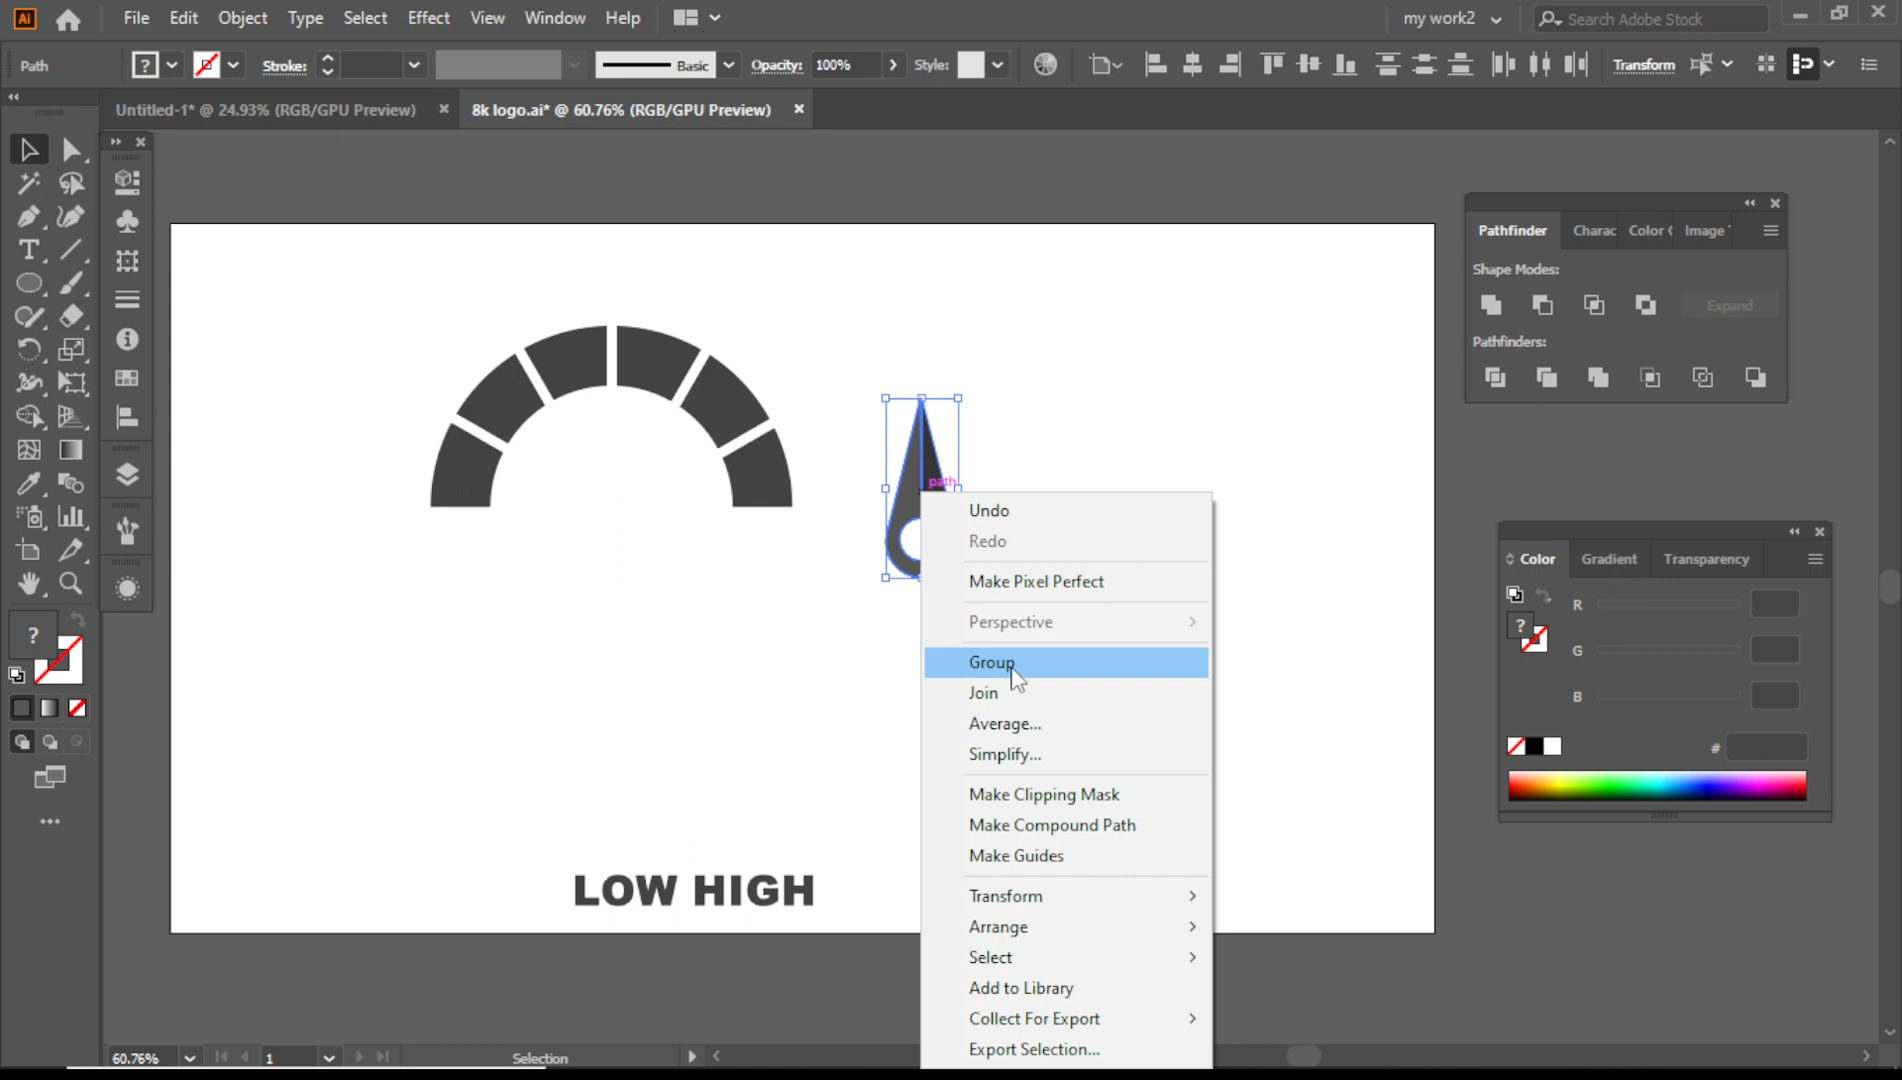 Ai File Edit Object Type Select Effect View Window Help my work2 Search Adobe Stock
Path ? Stroke: Basic Opacity: 100% Style: Transform
Untitled-1* @ 24.93% (RGB/GPU Preview) 8k logo.ai* @ 60.76% (RGB/GPU Preview)
Pathfinder Charac Color Image
Shape Modes:
Expand
Pathfinders:
path
Undo
Redo
Make Pixel Perfect
Perspective
Group
Join
Average...
Simplify...
Make Clipping Mask
Make Compound Path
Make Guides
Transform
Arrange
Select
Add to Library
Collect For Export
Export Selection...
Color Gradient Transparency
R
? G
B
#
?
LOW HIGH
60.76% 1 Selection